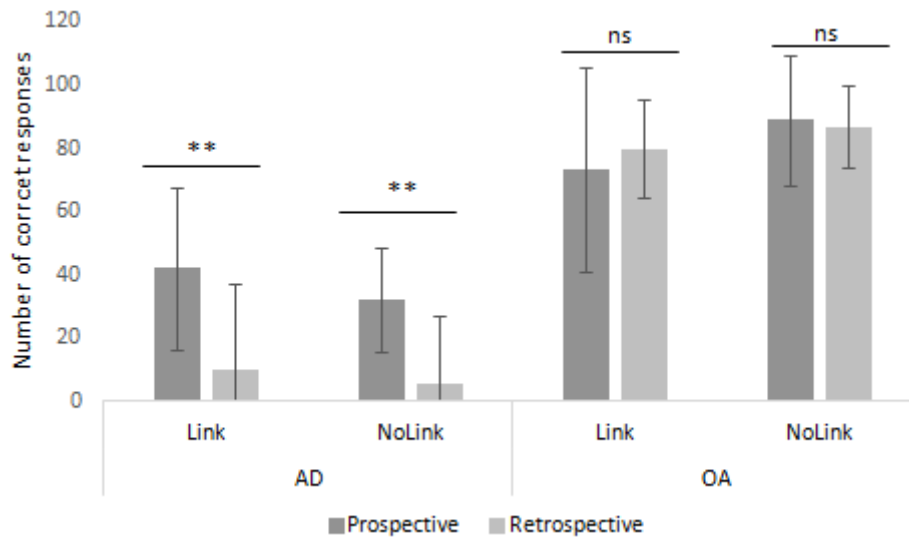 120
100
80
60
40
20
0
Number of corrcet responses
**
**
ns
ns
Link
NoLink
Link
NoLink
AD
OA
Prospective
Retrospective